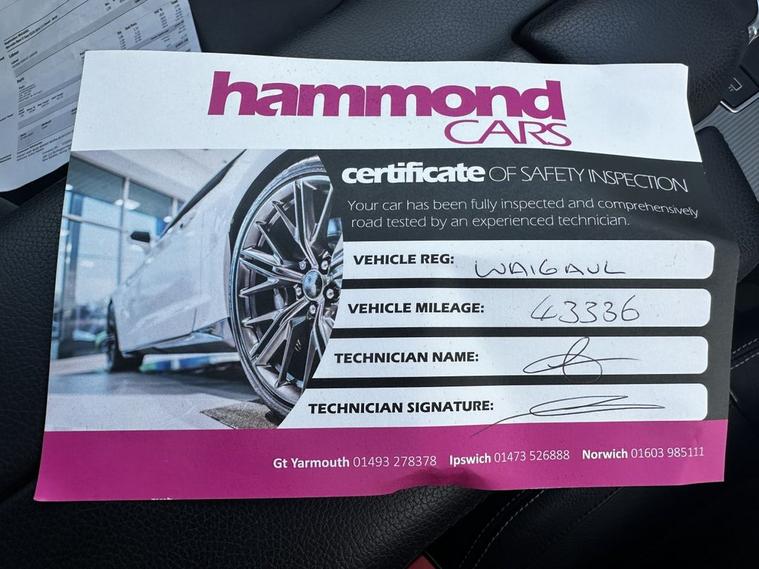 hammond
CARS
certificate OF SAFETY INSPECTION
Your car has been fully inspected and comprehensively
road tested by an experienced technician.
VEHICLE REG: WA16AUL
VEHICLE MILEAGE: 43336
TECHNICIAN NAME:
TECHNICIAN SIGNATURE:
Gt Yarmouth 01493 278378 Ipswich 01473 526888 Norwich 01603 985111